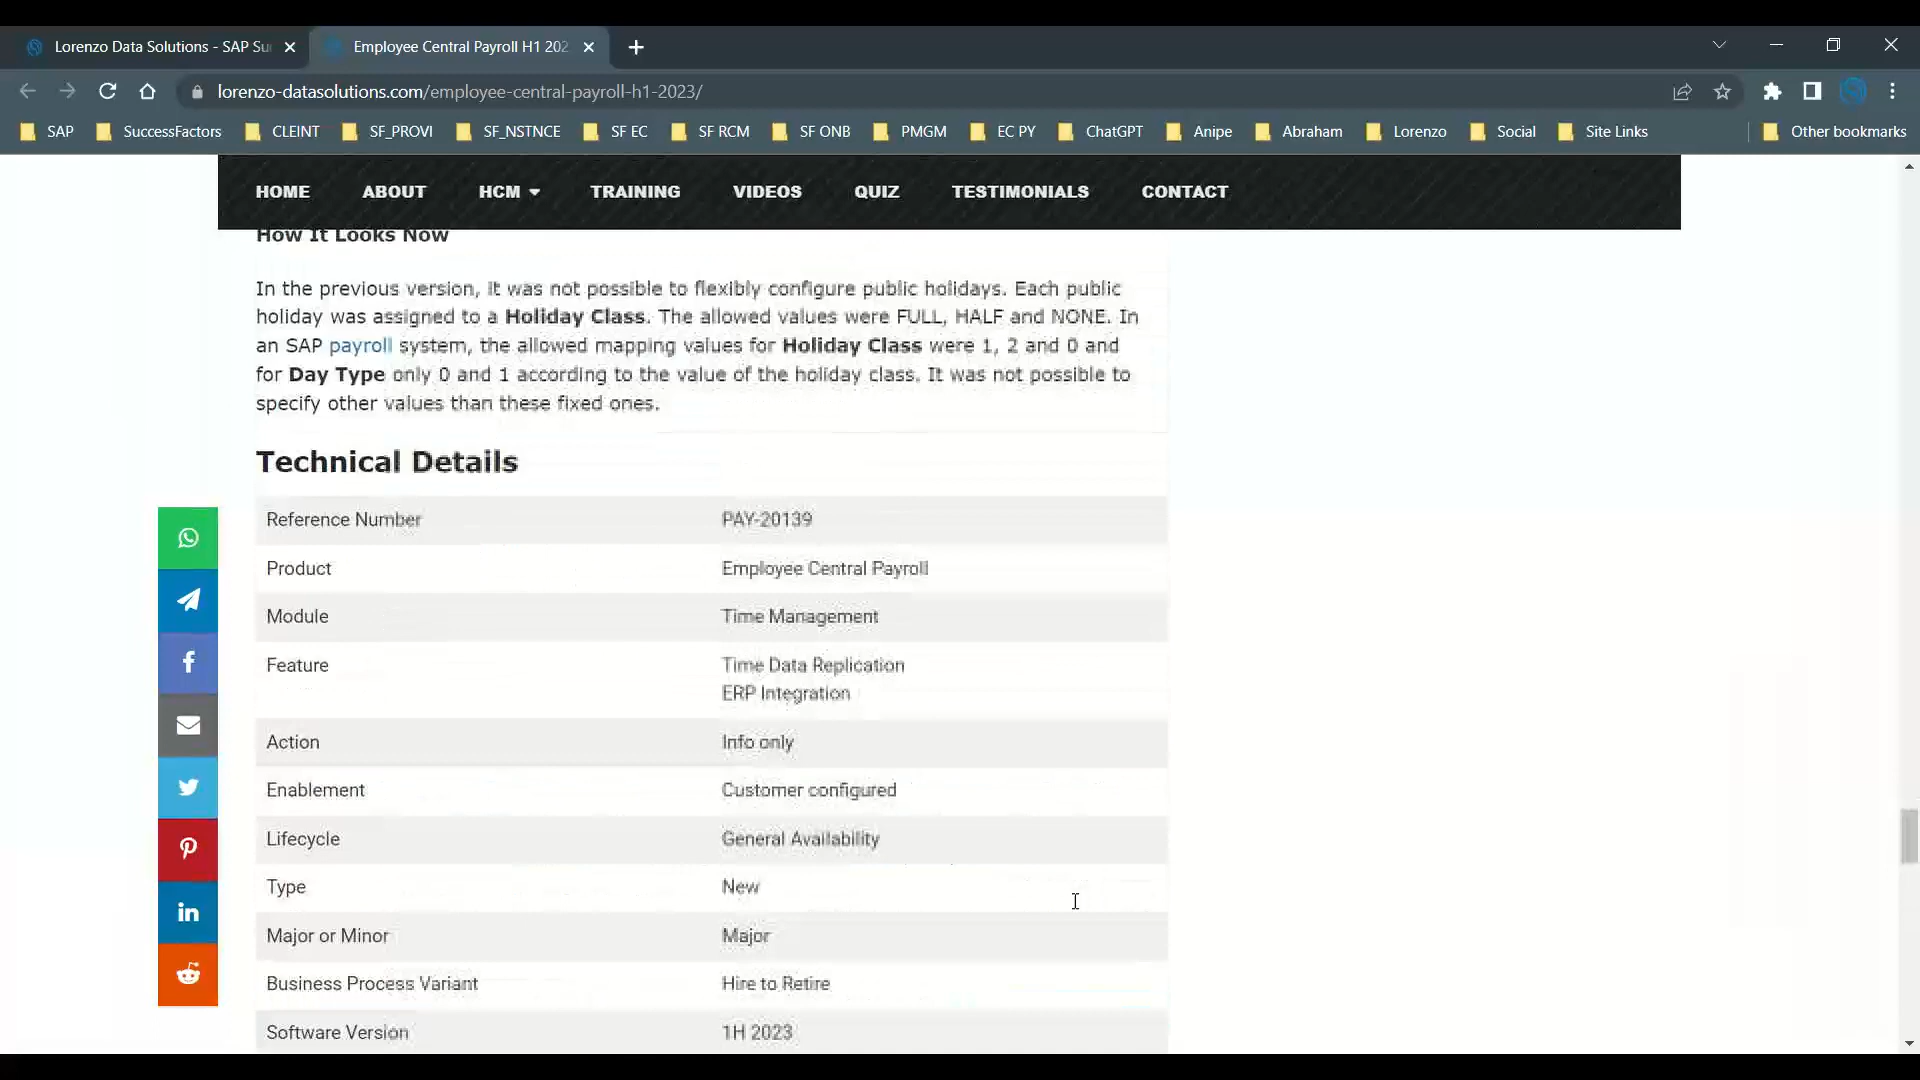 Lorenzo Data Solutions - SAP Su
Employee Central Payroll H1 202
lorenzo-datasolutions.com/employee-central-payroll-h1-2023/
SAP SuccessFactors CLEINT SF_PROVI SF_NSTNCE SF EC SF RCM SF ONB PMGM EC PY ChatGPT Anipe Abraham Lorenzo Social Site Links Other bookmarks
HOME ABOUT HCM TRAINING VIDEOS QUIZ TESTIMONIALS CONTACT
How It Looks Now
In the previous version, it was not possible to flexibly configure public holidays. Each public
holiday was assigned to a Holiday Class. The allowed values were FULL, HALF and NONE. In
an SAP payroll system, the allowed mapping values for Holiday Class were 1, 2 and 0 and
for Day Type only 0 and 1 according to the value of the holiday class. It was not possible to
specify other values than these fixed ones.
Technical Details
Reference Number PAY-20139
Product Employee Central Payroll
Module Time Management
Feature Time Data Replication
ERP Integration
Action Info only
Enablement Customer configured
Lifecycle General Availability
Type New
Major or Minor Major
Business Process Variant Hire to Retire
Software Version 1H 2023